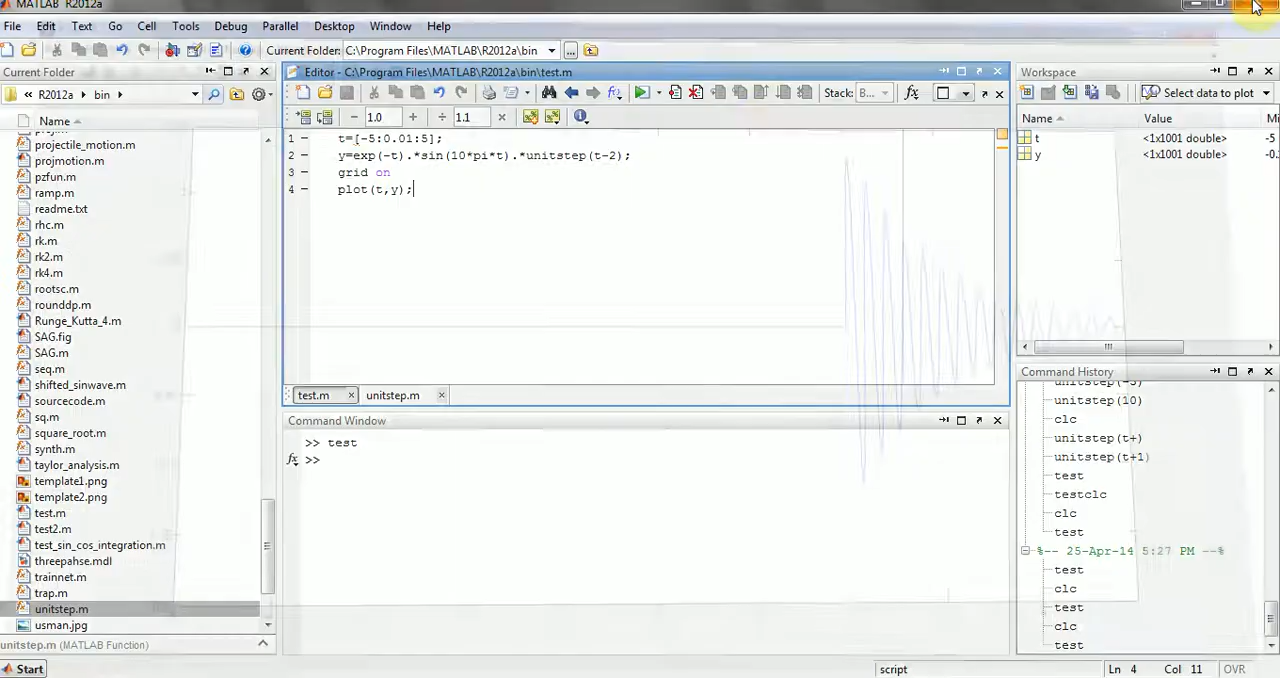 MATLAB R2012a
File Edit Text Go Cell Tools Debug Parallel Desktop Window Help
Current Folder: C:\Program Files\MATLAB\R2012a\bin
Current Folder
« R2012a bin
Name
projectile_motion.m
projmotion.m
pzfun.m
ramp.m
readme.txt
rhc.m
rk.m
rk2.m
rk4.m
rootsc.m
rounddp.m
Runge_Kutta_4.m
SAG.fig
SAG.m
seq.m
shifted_sinwave.m
sourcecode.m
sq.m
square_root.m
synth.m
taylor_analysis.m
template1.png
template2.png
test.m
test2.m
test_sin_cos_integration.m
threepahse.mdl
trainnet.m
trap.m
unitstep.m
usman.jpg
unitstep.m (MATLAB Function)
Start
Editor - C:\Program Files\MATLAB\R2012a\bin\test.m
Stack: B...
1.0 1.1
1 t=[-5:0.01:5];
2 y=exp(-t).*sin(10*pi*t).*unitstep(t-2);
3 grid on
4 plot(t,y);
test.m unitstep.m
Command Window
>> test
fx >>
Workspace
Select data to plot
Name Value
t <1x1001 double> -5
y <1x1001 double>
Command History
unitstep(10)
clc
unitstep(t+)
unitstep(t+1)
test
testclc
clc
test
%-- 25-Apr-14 5:27 PM --%
test
clc
test
clc
test
script Ln 4 Col 11 OVR